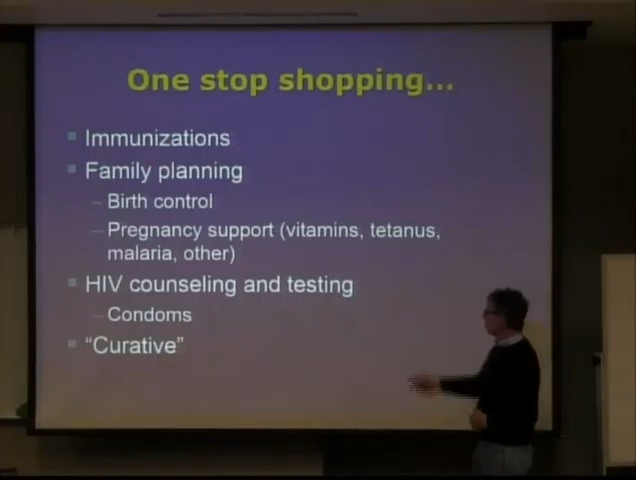 One stop shopping...
Immunizations
Family planning
– Birth control
– Pregnancy support (vitamins, tetanus,
malaria, other)
HIV counseling and testing
– Condoms
“Curative”